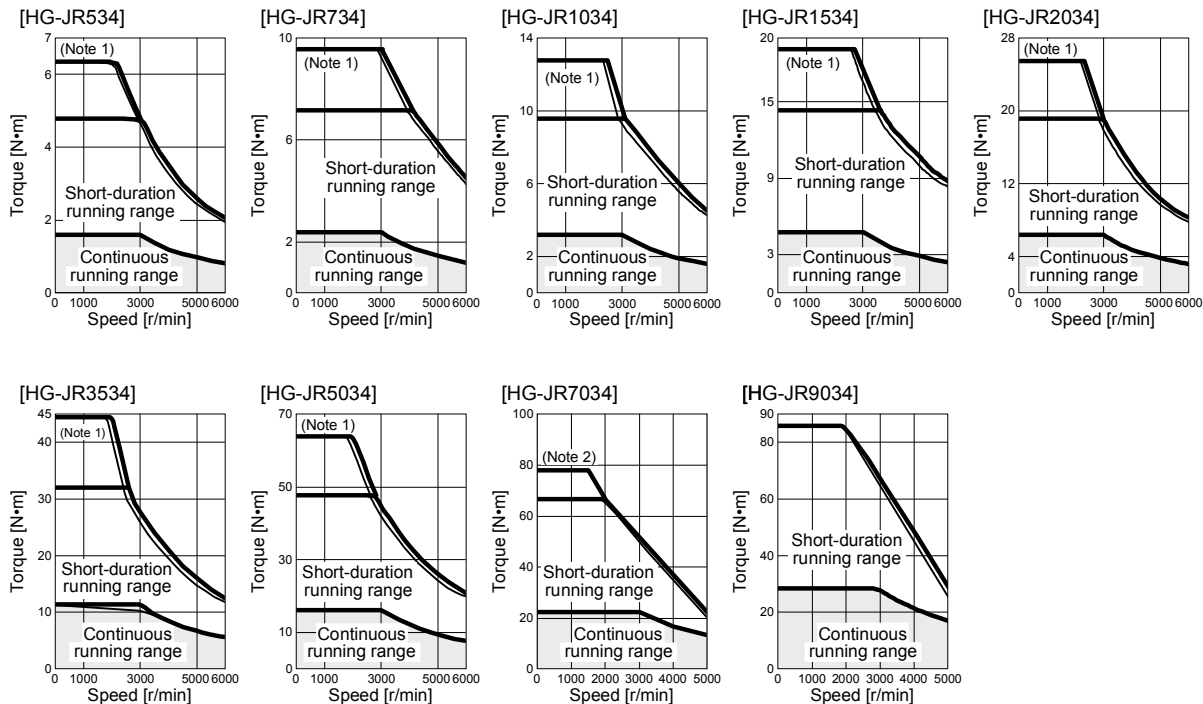 [HG-JR534]
7
6
4
2
0
Torque [N•m]
(Note 1)
Short-duration
running range
Continuous
running range
0 1000 3000 5000 6000
Speed [r/min]
[HG-JR734]
10
6
2
0
Torque [N•m]
(Note 1)
Short-duration
running range
Continuous
running range
0 1000 3000 5000 6000
Speed [r/min]
[HG-JR1034]
14
10
6
2
0
Torque [N•m]
(Note 1)
Short-duration
running range
Continuous
running range
0 1000 3000 5000 6000
Speed [r/min]
[HG-JR1534]
20
15
9
3
0
Torque [N•m]
(Note 1)
Short-duration
running range
Continuous
running range
0 1000 3000 5000 6000
Speed [r/min]
[HG-JR2034]
28
20
12
4
0
Torque [N•m]
(Note 1)
Short-duration
running range
Continuous
running range
0 1000 3000 5000 6000
Speed [r/min]
[HG-JR3534]
45
40
30
20
10
0
Torque [N•m]
(Note 1)
Short-duration
running range
Continuous
running range
0 1000 3000 5000 6000
Speed [r/min]
[HG-JR5034]
70
50
30
10
0
Torque [N•m]
(Note 1)
Short-duration
running range
Continuous
running range
0 1000 3000 5000 6000
Speed [r/min]
[HG-JR7034]
100
80
60
40
20
0
Torque [N•m]
(Note 2)
Short-duration
running range
Continuous
running range
0 1000 2000 3000 4000 5000
Speed [r/min]
[HG-JR9034]
90
80
60
40
20
0
Torque [N•m]
Short-duration
running range
Continuous
running range
0 1000 2000 3000 4000 5000
Speed [r/min]